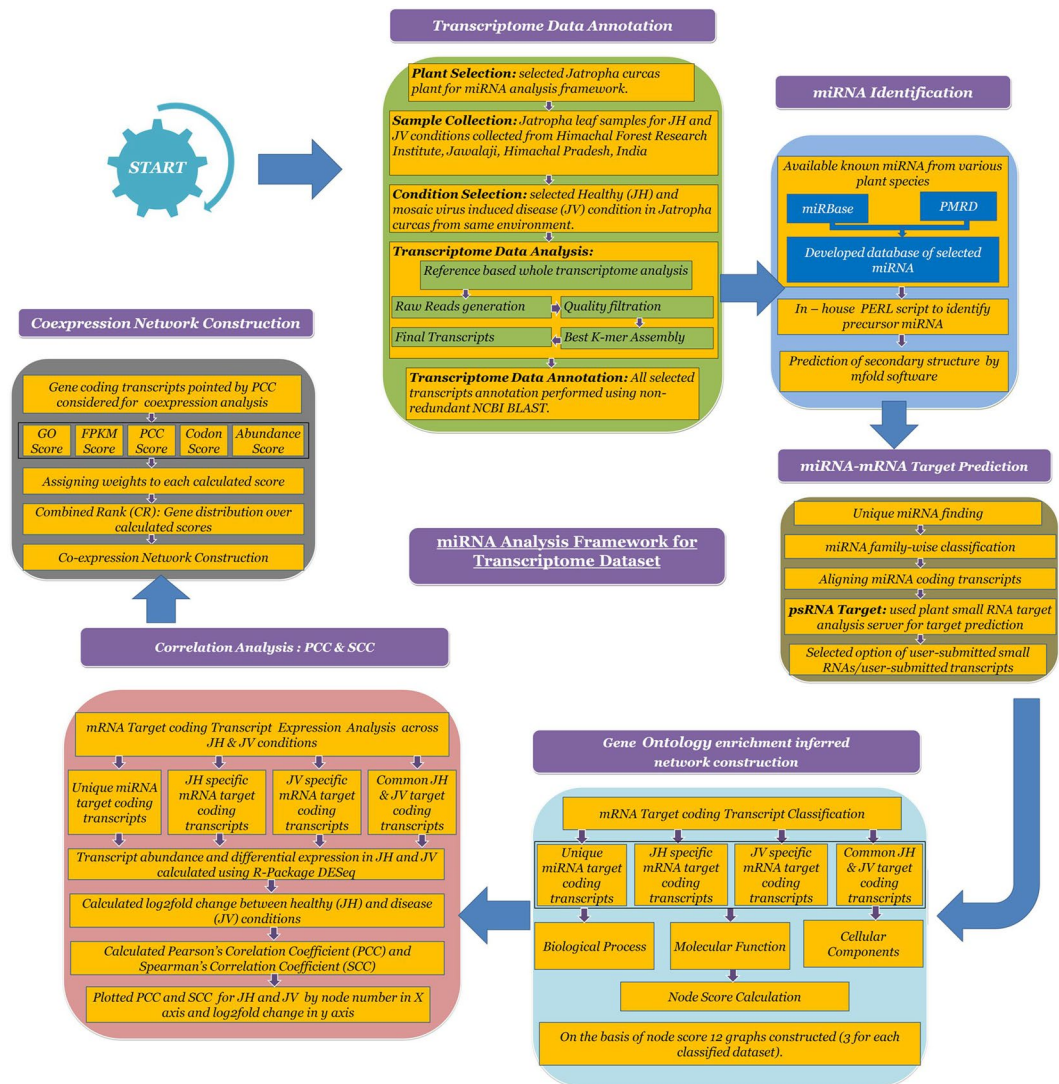 START
Transcriptome Data Annotation
Plant Selection: selected Jatropha curcas
plant for miRNA analysis framework.
Sample Collection: Jatropha leaf samples for JH and
JV conditions collected from Himachal Forest Research
Institute, Jawalaji, Himachal Pradesh, India
Condition Selection: selected Healthy (JH) and
mosaic virus induced disease (JV) condition in Jatropha
curcas from same environment.
Transcriptome Data Analysis:
Reference based whole transcriptome analysis
Raw Reads generation
Quality filtration
Final Transcripts
Best K-mer Assembly
Transcriptome Data Annotation: All selected
transcripts annotation performed using non-
redundant NCBI BLAST.
miRNA Identification
Available known miRNA from various
plant species
miRBase
PMRD
Developed database of selected
miRNA
In – house PERL script to identify
precursor miRNA
Prediction of secondary structure by
mfold software
miRNA-mRNA Target Prediction
Unique miRNA finding
miRNA family-wise classification
Aligning miRNA coding transcripts
psRNA Target: used plant small RNA target
analysis server for target prediction
Selected option of user-submitted small
RNAs/user-submitted transcripts
Gene Ontology enrichment inferred
network construction
mRNA Target coding Transcript Classification
Unique
miRNA target
coding
transcripts
JH specific
mRNA target
coding
transcripts
JV specific
mRNA target
coding
transcripts
Common JH
& JV target
coding
transcripts
Biological Process
Molecular Function
Cellular
Components
Node Score Calculation
On the basis of node score 12 graphs constructed (3 for each
classified dataset).
Correlation Analysis : PCC & SCC
mRNA Target coding Transcript Expression Analysis across
JH & JV conditions
Unique miRNA
target coding
transcripts
JH specific
mRNA target
coding
transcripts
JV specific
mRNA target
coding
transcripts
Common JH
& JV target
coding
transcripts
Transcript abundance and differential expression in JH and JV
calculated using R-Package DESeq
Calculated log2fold change between healthy (JH) and disease
(JV) conditions
Calculated Pearson's Corelation Coefficient (PCC) and
Spearman's Correlation Coefficient (SCC)
Plotted PCC and SCC for JH and JV by node number in X
axis and log2fold change in y axis
Coexpression Network Construction
Gene coding transcripts pointed by PCC
considered for coexpression analysis
GO
Score
FPKM
Score
PCC
Score
Codon
Score
Abundance
Score
Assigning weights to each calculated score
Combined Rank (CR): Gene distribution over
calculated scores
Co-expression Network Construction
miRNA Analysis Framework for
Transcriptome Dataset